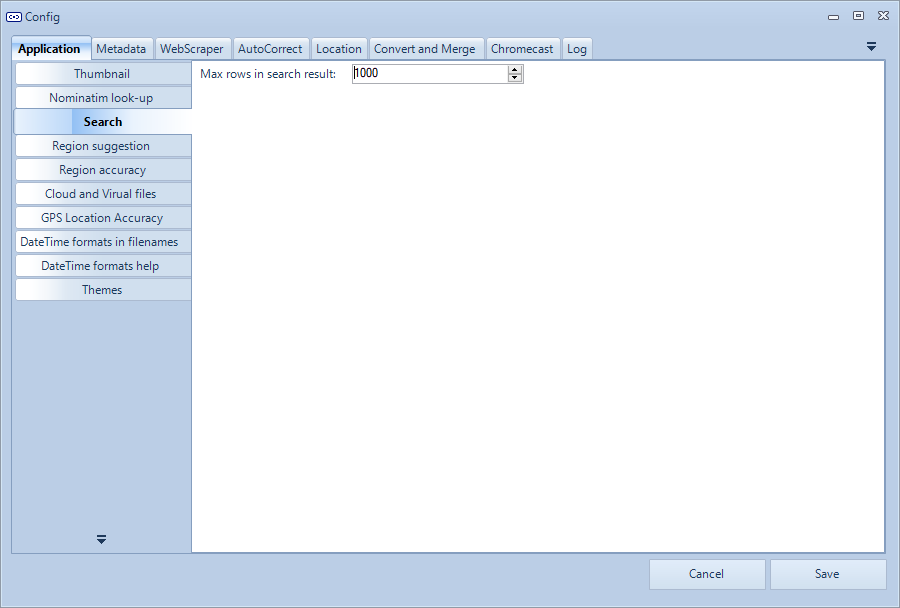 Config
Application Metadata WebScraper AutoCorrect Location Convert and Merge Chromecast Log
Thumbnail
Max rows in search result: 1000
Nominatim look-up
Search
Region suggestion
Region accuracy
Cloud and Virual files
GPS Location Accuracy
DateTime formats in filenames
DateTime formats help
Themes
Cancel Save